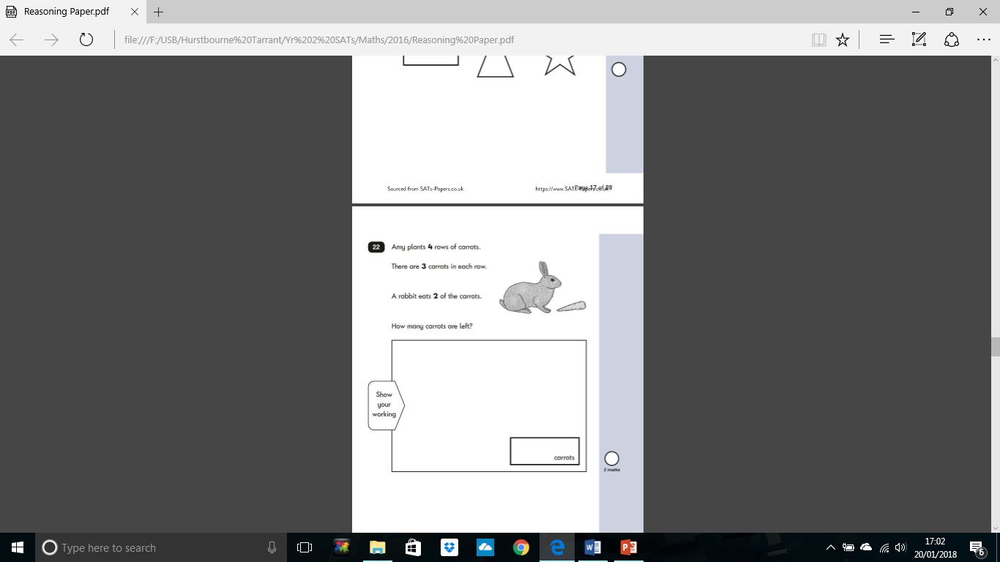 Reasoning Paper.pdf
file:///F:/USB/Hurstbourne%20Tarrant/Yr%202%20SATs/Maths/2016/Reasoning%20Paper.pdf
Sourced from SATs-Papers.co.uk
https://www.SATs-Papers.co.uk
Page 17 of 28
22 Amy plants 4 rows of carrots.
There are 3 carrots in each row.
A rabbit eats 2 of the carrots.
How many carrots are left?
Show
your
working
carrots
2 marks
Type here to search
17:02
20/01/2018
6